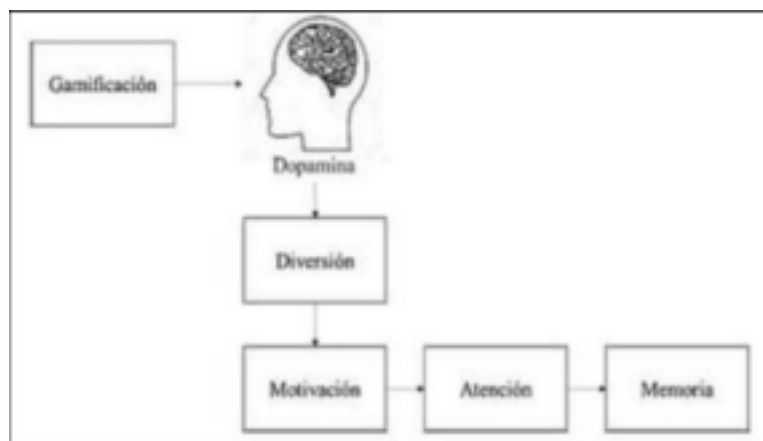 Gamificación
Dopamina
Diversión
Motivación
Atención
Memoria